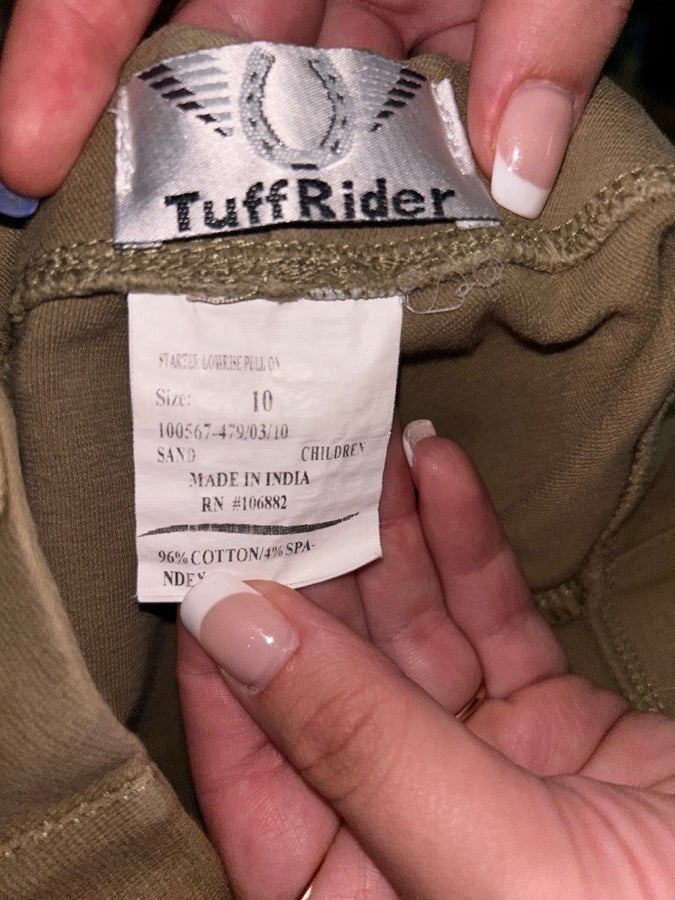 TuffRider
STARTER LOWRISE PULL ON
Size: 10
100567-479/03/10
SAND CHILDREN
MADE IN INDIA
RN #106882
96% COTTON/4% SPA-
NDEX